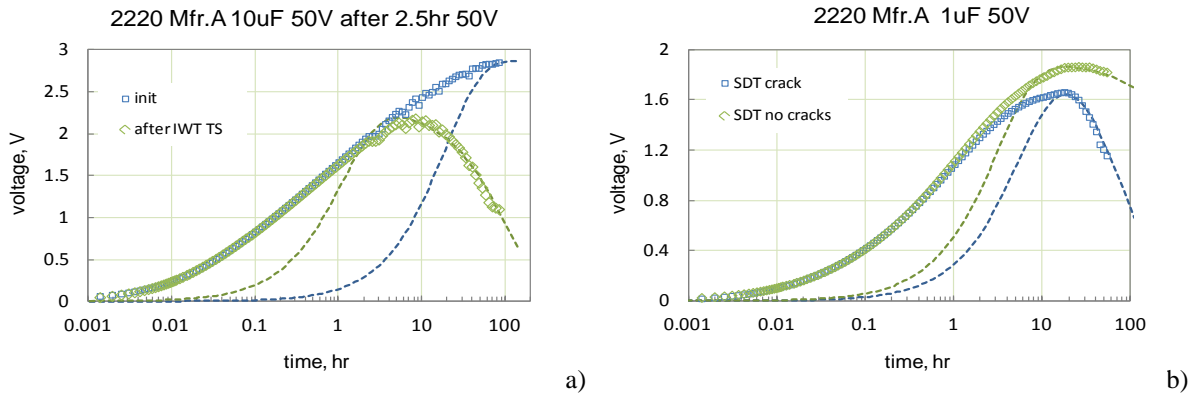 2220 Mfr.A 10uF 50V after 2.5hr 50V
3
2.5
2
1.5
1
0.5
0
voltage, V
init
after IWT TS
0.001
0.01
0.1
1
10
100
time, hr
a)
2220 Mfr.A 1uF 50V
2
1.6
1.2
0.8
0.4
0
voltage, V
SDT crack
SDT no cracks
0.001
0.01
0.1
1
10
100
time, hr
b)